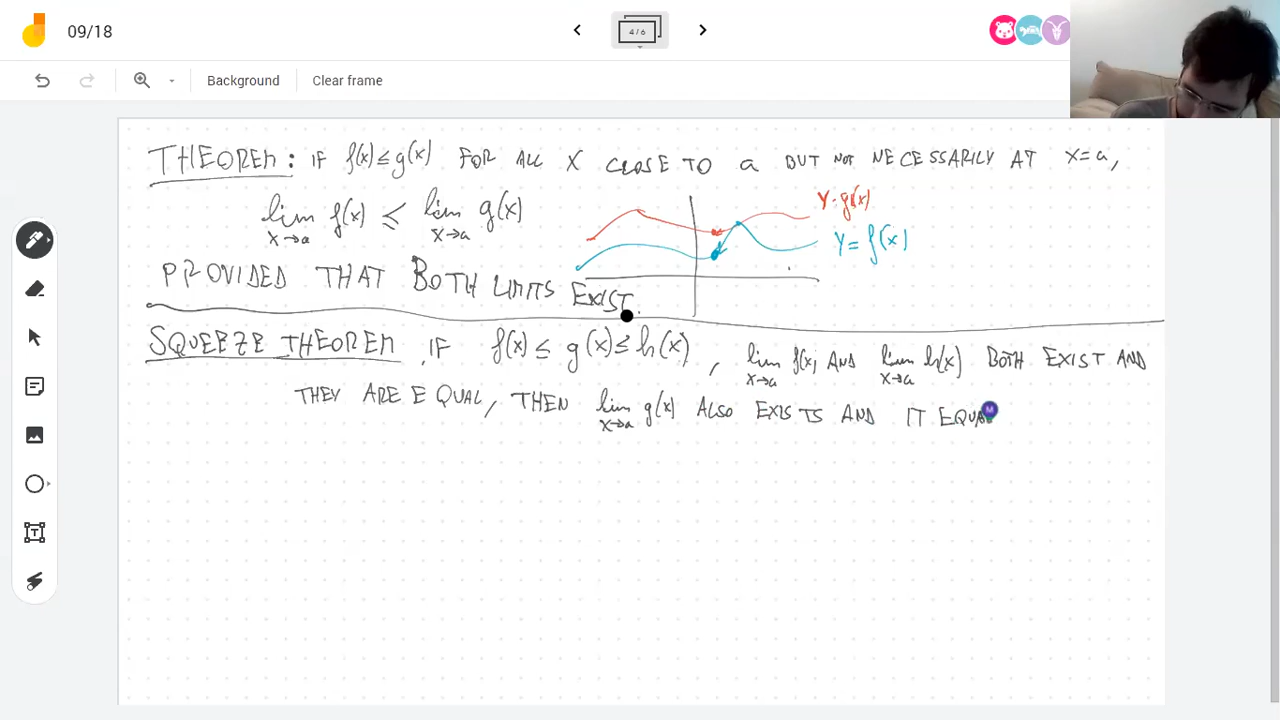 09/18
4 / 6
Background
Clear frame
THEOREM: IF f(x) ≤ g(x) FOR ALL X CLOSE TO a BUT NOT NECESSARILY AT X=a,
lim f(x) ≤ lim g(x)
x→a x→a
Y=g(x)
Y=f(x)
PROVIDED THAT BOTH LIMITS EXIST.
SQUEEZE THEOREM IF f(x) ≤ g(x) ≤ h(x), lim f(x) AND lim h(x) BOTH EXIST AND
x→a x→a
THEY ARE EQUAL, THEN lim g(x) ALSO EXISTS AND IT EQUA
x→a
M